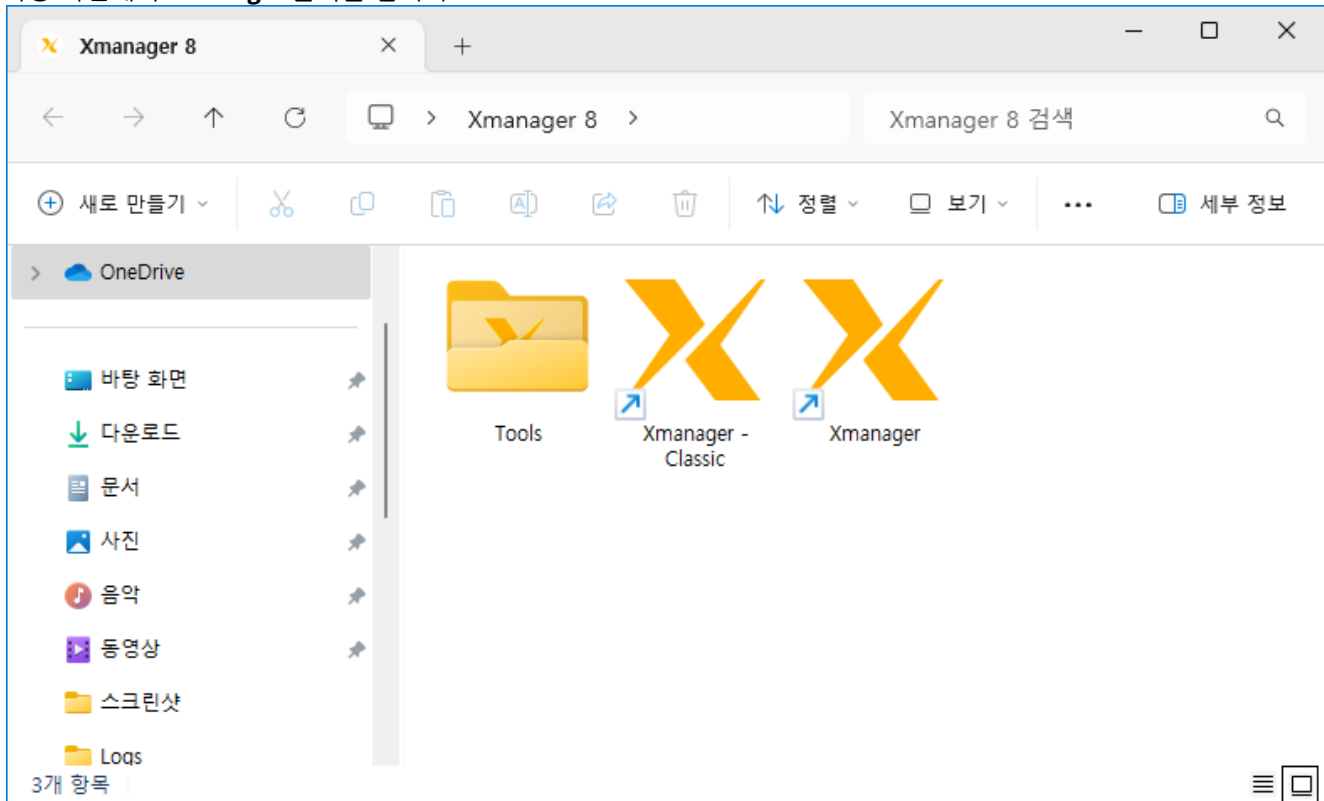 Xmanager 8
Xmanager 8
Xmanager 8 검색
새로 만들기
정렬
보기
세부 정보
OneDrive
바탕 화면
다운로드
문서
사진
음악
동영상
스크린샷
Logs
Tools
Xmanager -
Classic
Xmanager
3개 항목